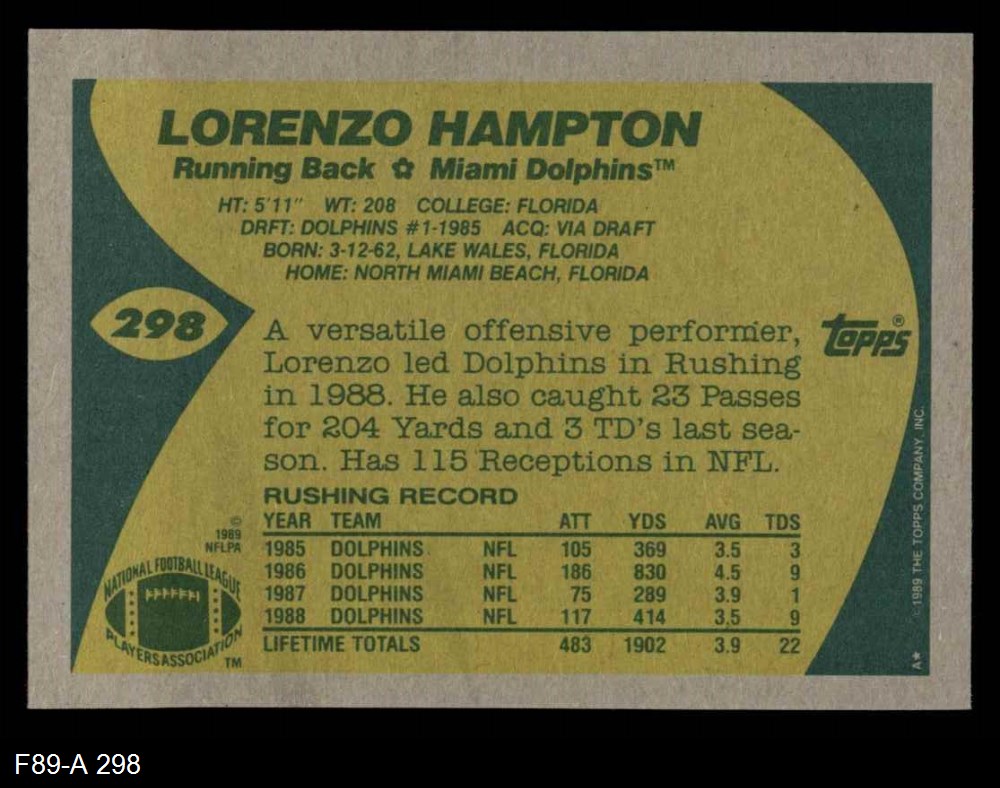 LORENZO HAMPTON
Running Back ✿ Miami Dolphins™
HT: 5'11" WT: 208 COLLEGE: FLORIDA
DRFT: DOLPHINS #1-1985 ACQ: VIA DRAFT
BORN: 3-12-62, LAKE WALES, FLORIDA
HOME: NORTH MIAMI BEACH, FLORIDA
298
A versatile offensive performer,
Lorenzo led Dolphins in Rushing
in 1988. He also caught 23 Passes
for 204 Yards and 3 TD's last sea-
son. Has 115 Receptions in NFL.
topps®
RUSHING RECORD
YEAR TEAM ATT YDS AVG TDS
1985 DOLPHINS NFL 105 369 3.5 3
1986 DOLPHINS NFL 186 830 4.5 9
1987 DOLPHINS NFL 75 289 3.9 1
1988 DOLPHINS NFL 117 414 3.5 9
LIFETIME TOTALS 483 1902 3.9 22
©
1989
NFLPA
NATIONAL FOOTBALL LEAGUE
PLAYERS ASSOCIATION
TM
A* ©1989 THE TOPPS COMPANY, INC.
F89-A 298